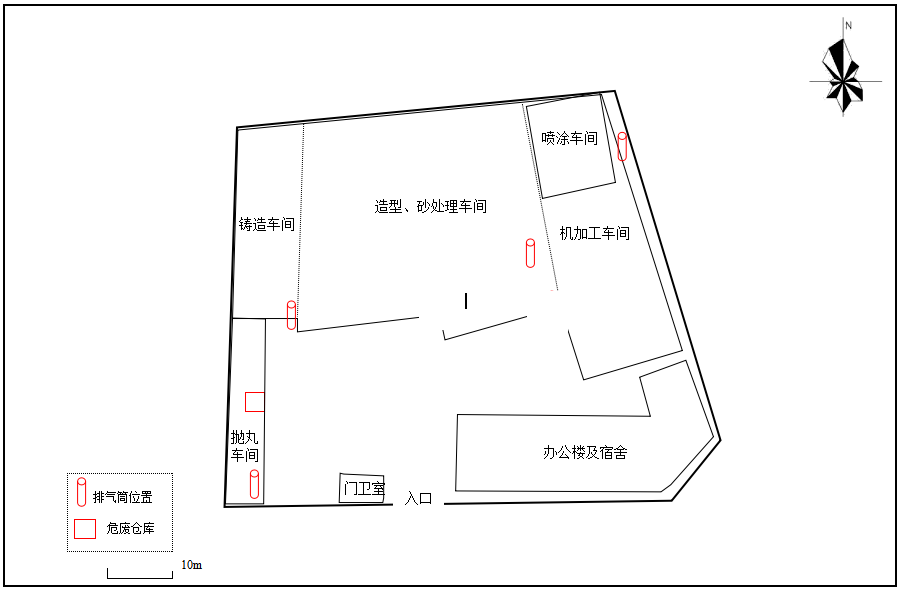 N
喷涂车间
造型、砂处理车间
铸造车间
机加工车间
抛丸
车间
办公楼及宿舍
门卫室
入口
排气筒位置
危废仓库
10m